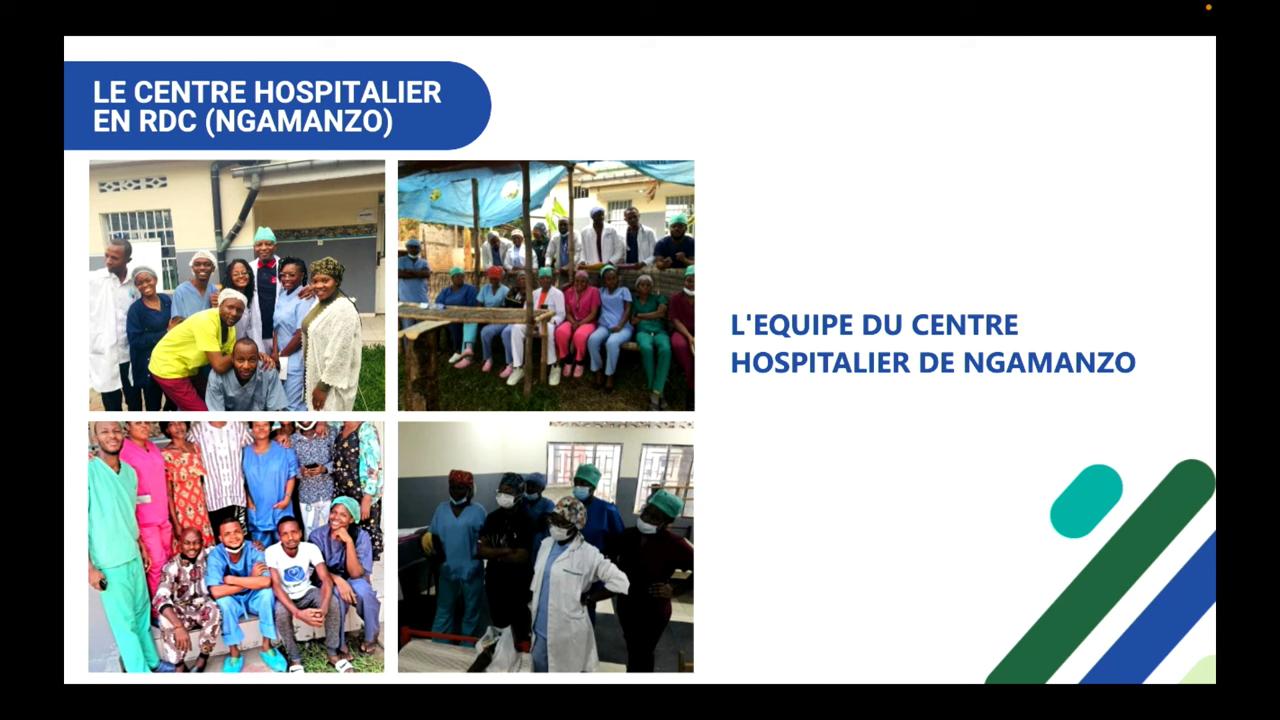 LE CENTRE HOSPITALIER
EN RDC (NGAMANZO)
L'EQUIPE DU CENTRE
HOSPITALIER DE NGAMANZO